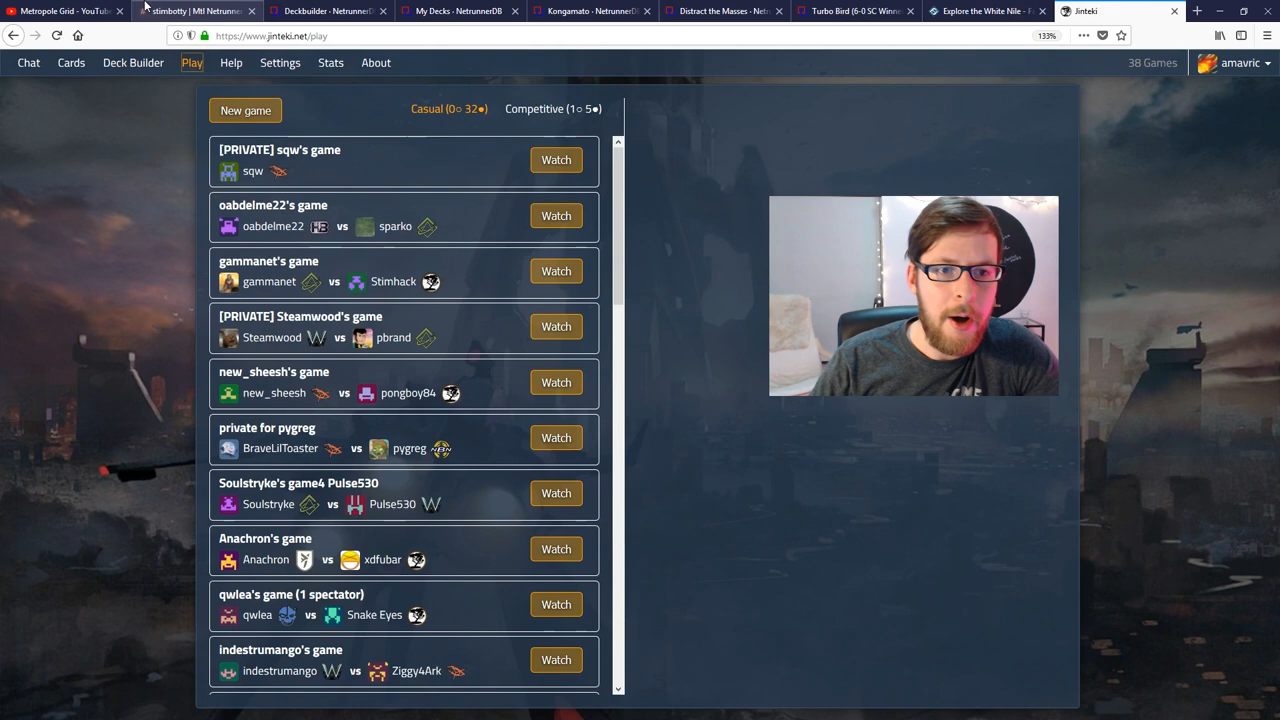 Metropole Grid - YouTube
stimbotty | Mtl Netrunner
Deckbuilder · NetrunnerD
My Decks · NetrunnerDB
Kongamato · NetrunnerD
Distract the Masses · Net
Turbo Bird (6-0 SC Winne
Explore the White Nile - F
Jinteki
https://www.jinteki.net/play
133%
Chat
Cards
Deck Builder
Play
Help
Settings
Stats
About
38 Games
amavric
New game
Casual (0○ 32●)
Competitive (1○ 5●)
[PRIVATE] sqw's game
sqw
Watch
oabdelme22's game
oabdelme22 vs sparko
Watch
gammanet's game
gammanet vs Stimhack
Watch
[PRIVATE] Steamwood's game
Steamwood vs pbrand
Watch
new_sheesh's game
new_sheesh vs pongboy84
Watch
private for pygreg
BraveLilToaster vs pygreg
Watch
Soulstryke's game4 Pulse530
Soulstryke vs Pulse530
Watch
Anachron's game
Anachron vs xdfubar
Watch
qwlea's game (1 spectator)
qwlea vs Snake Eyes
Watch
indestrumango's game
indestrumango vs Ziggy4Ark
Watch